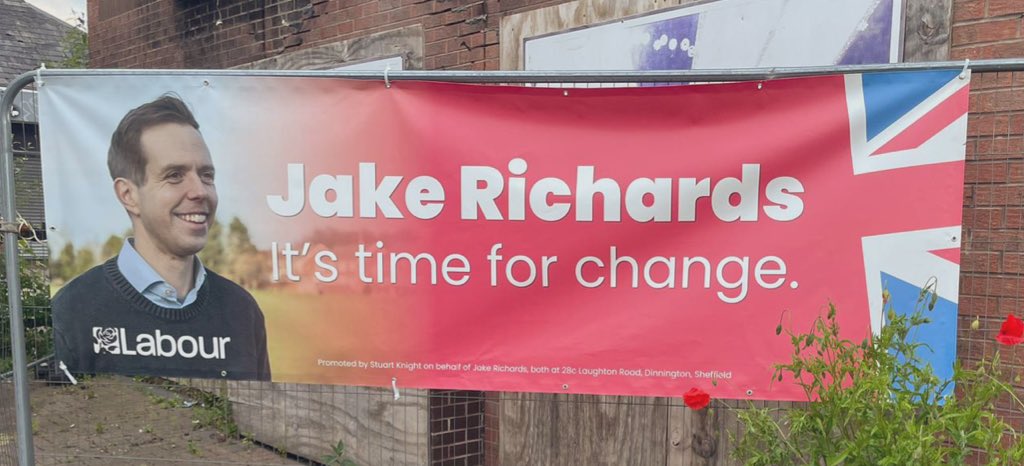 Jake Richards
It's time for change.
Labour
Promoted by Stuart Knight on behalf of Jake Richards, both at 28c Laughton Road, Dinnington, Sheffield